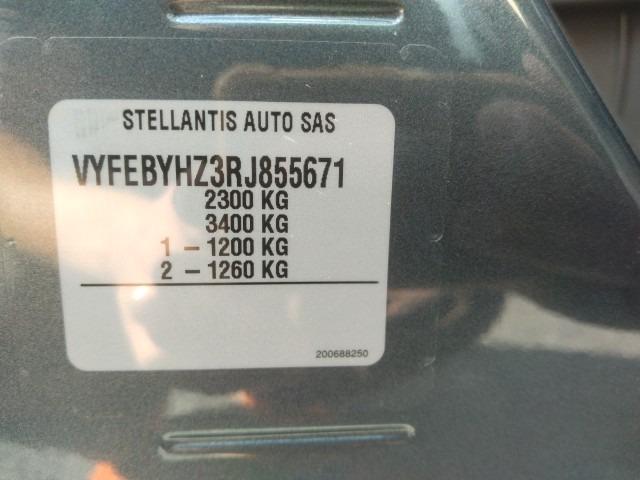 STELLANTIS AUTO SAS
VYFEBYHZ3RJ855671
2300 KG
3400 KG
1 – 1200 KG
2 – 1260 KG
200688250